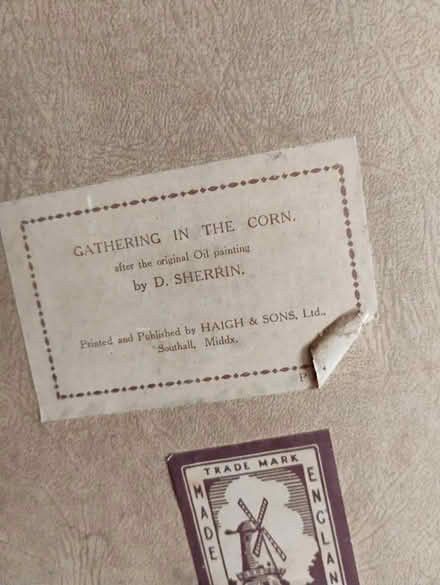 GATHERING IN THE CORN.
after the original Oil painting
by D. SHERRIN.
Printed and Published by HAIGH & SONS, Ltd.,
Southall, Middx.
P
TRADE MARK
MADE
ENGLAN